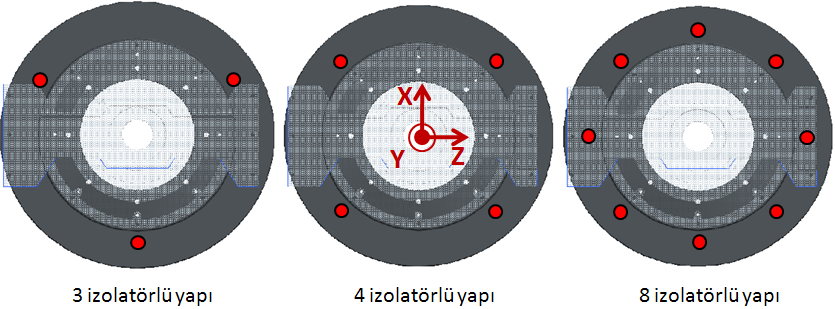 X
Y
Z
3 izolatörlü yapı
4 izolatörlü yapı
8 izolatörlü yapı